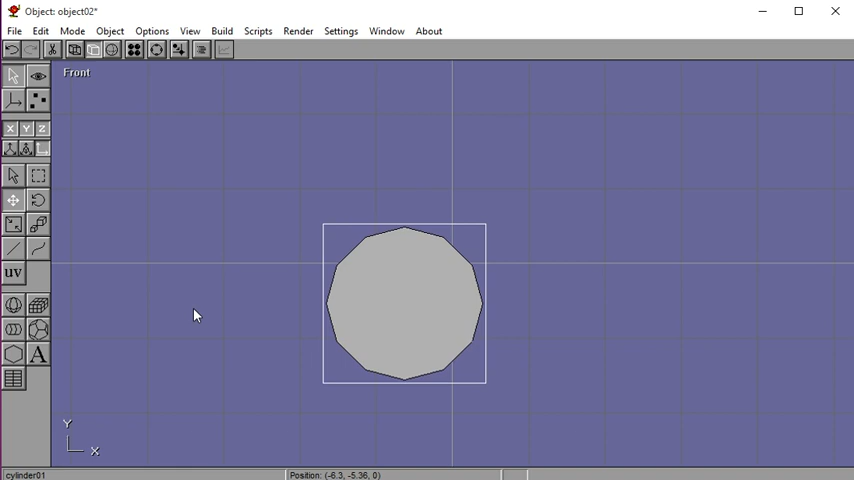 Object: object02*
File Edit Mode Object Options View Build Scripts Render Settings Window About
Front
X Y Z
uv
A
Y
X
cylinder01 Position: (-6.3, -5.36, 0)